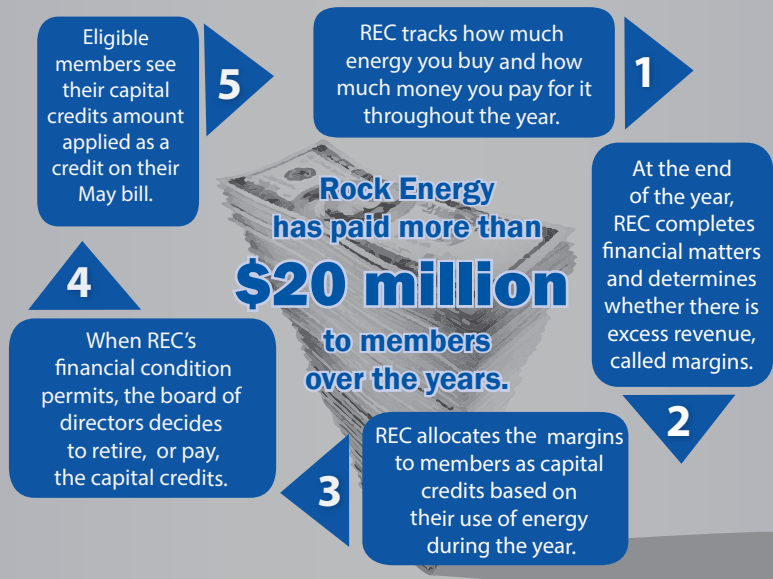 REC tracks how much
energy you buy and how
much money you pay for it
throughout the year.
1
At the end
of the year,
REC completes
financial matters
and determines
whether there is
excess revenue,
called margins.
2
REC allocates the margins
to members as capital
credits based on
their use of energy
during the year.
3
When REC's
financial condition
permits, the board of
directors decides
to retire, or pay,
the capital credits.
4
Eligible
members see
their capital
credits amount
applied as a
credit on their
May bill.
5
Rock Energy
has paid more than
$20 million
to members
over the years.